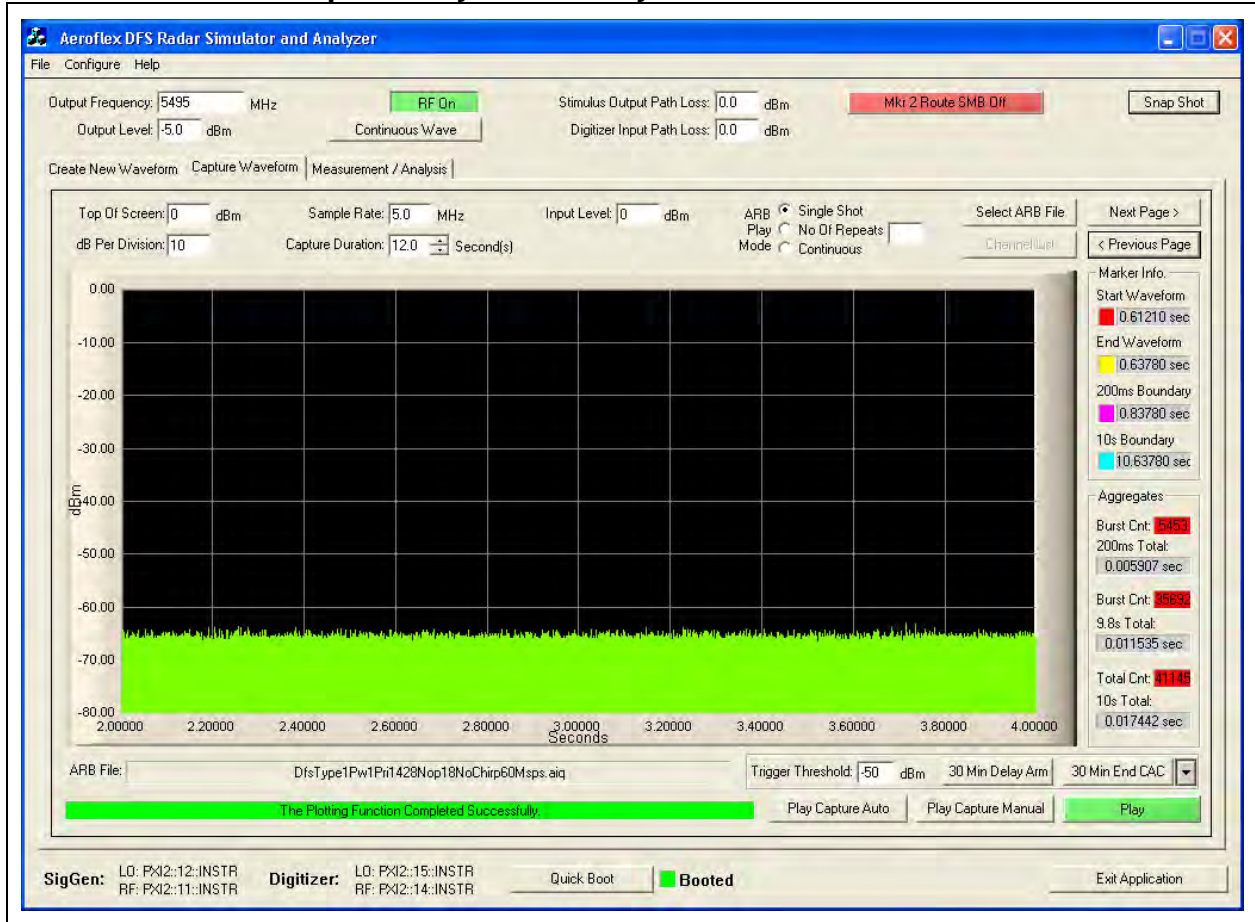 Aeroflex DFS Radar Simulator and Analyzer
File Configure Help
Output Frequency: 5495 MHz RF On Stimulus Output Path Loss: 0.0 dBm Mkr 2 Route SMB Off Snap Shot
Output Level: -5.0 dBm Continuous Wave Digitizer Input Path Loss: 0.0 dBm
Create New Waveform Capture Waveform Measurement / Analysis
Top Of Screen: 0 dBm Sample Rate: 5.0 MHz Input Level: 0 dBm ARB Play Mode Single Shot Select ARB File Next Page >
dB Per Division: 10 Capture Duration: 12.0 Second(s) No Of Repeats Channel List < Previous Page
Continuous
Marker Info.
Start Waveform
0.61210 sec
End Waveform
0.63780 sec
200ms Boundary
0.83780 sec
10s Boundary
10.63780 sec
Aggregates
Burst Cnt: 5453
200ms Total:
0.005907 sec
Burst Cnt: 35692
9.8s Total:
0.011535 sec
Total Cnt: 41145
10s Total:
0.017442 sec
0.00
-10.00
-20.00
-30.00
-40.00
-50.00
-60.00
-70.00
-80.00
dBm
2.00000 2.20000 2.40000 2.60000 2.80000 3.00000 3.20000 3.40000 3.60000 3.80000 4.00000
Seconds
ARB File: DfsType1Pw1Pri1428Nop18NoChirp60Msps.aiq Trigger Threshold: -50 dBm 30 Min Delay Arm 30 Min End CAC
The Plotting Function Completed Successfully. Play Capture Auto Play Capture Manual Play
SigGen: LO: PXI2::12::INSTR Digitizer: LO: PXI2::15::INSTR Quick Boot Booted Exit Application
RF: PXI2::11::INSTR RF: PXI2::14::INSTR